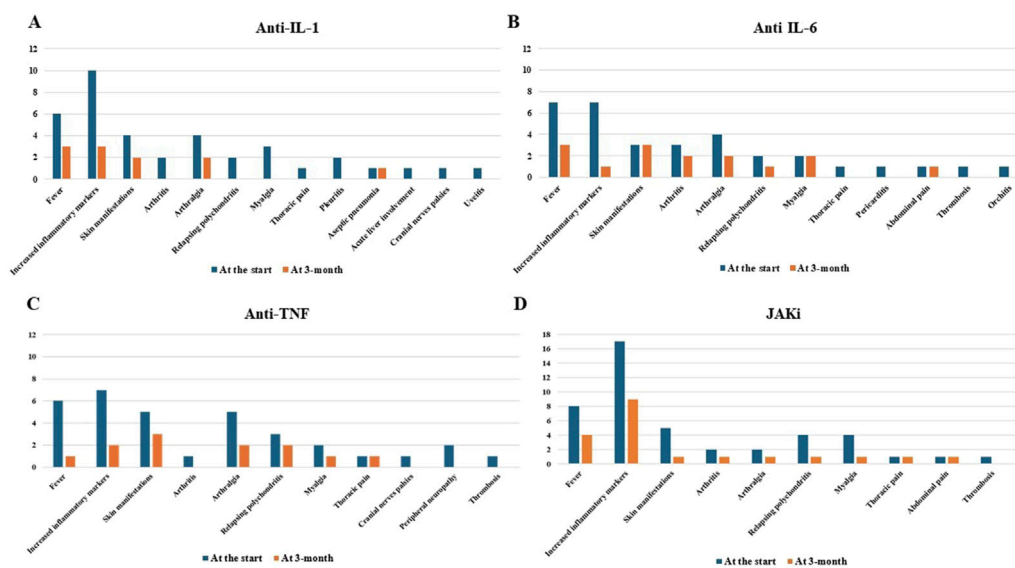 A
Anti-IL-1
12
10
8
6
4
2
0
Fever
Increased inflammatory markers
Skin manifestations
Arthritis
Arthralgia
Relapsing polychondritis
Myalgia
Thoracic pain
Pleuritis
Aseptic pneumonia
Acute liver involvement
Cranial nerves palsies
Uveitis
At the start At 3-month
B
Anti IL-6
12
10
8
6
4
2
0
Fever
Increased inflammatory markers
Skin manifestations
Arthritis
Arthralgia
Relapsing polychondritis
Myalgia
Thoracic pain
Pericarditis
Abdominal pain
Thrombosis
Orchitis
At the start At 3-month
C
Anti-TNF
12
10
8
6
4
2
0
Fever
Increased inflammatory markers
Skin manifestations
Arthritis
Arthralgia
Relapsing polychondritis
Myalgia
Thoracic pain
Cranial nerves palsies
Peripheral neuropathy
Thrombosis
At the start At 3-month
D
JAKi
18
16
14
12
10
8
6
4
2
0
Fever
Increased inflammatory markers
Skin manifestations
Arthritis
Arthralgia
Relapsing polychondritis
Myalgia
Thoracic pain
Abdominal pain
Thrombosis
At the start At 3-month